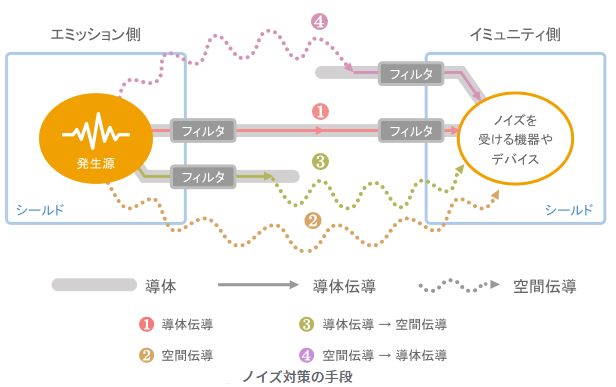 エミッション側
イミュニティ側
4
フィルタ
1
フィルタ
フィルタ
発生源
ノイズを
受ける機器や
デバイス
フィルタ
3
2
シールド
シールド
導体
導体伝導
空間伝導
1 導体伝導
3 導体伝導 → 空間伝導
2 空間伝導
4 空間伝導 → 導体伝導
ノイズ対策の手段